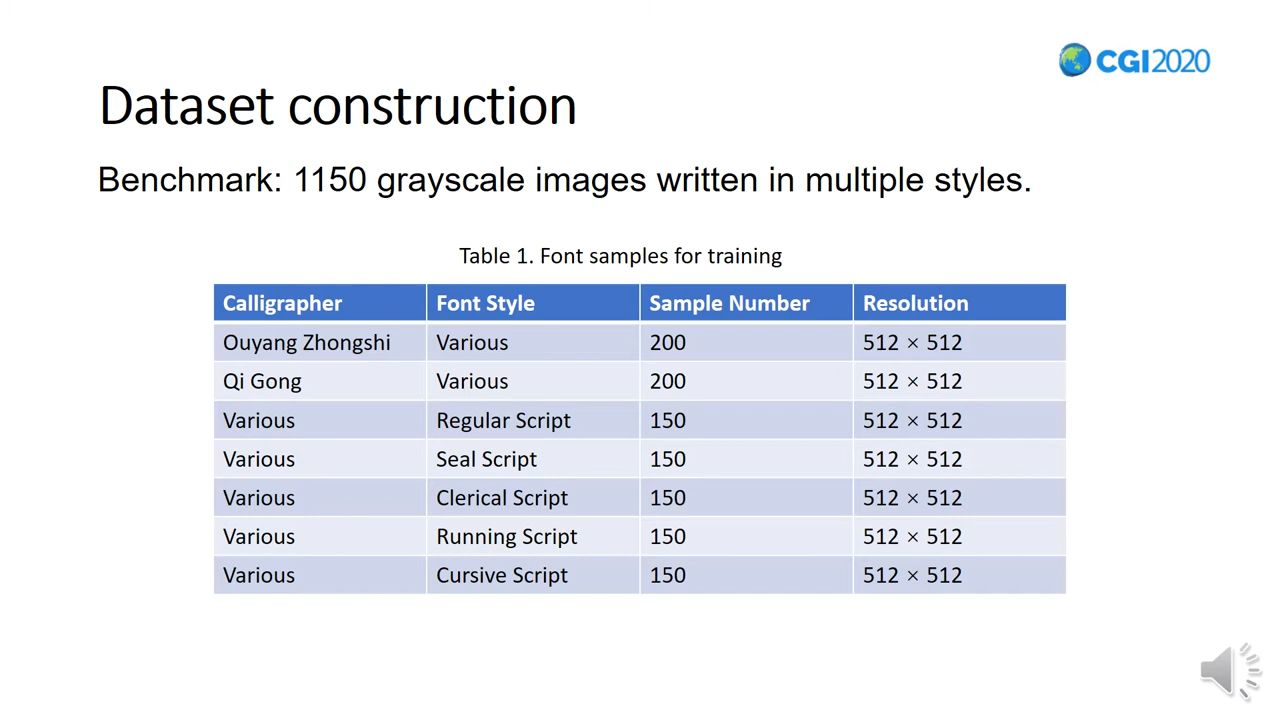 CGI2020
Dataset construction
Benchmark: 1150 grayscale images written in multiple styles.
Table 1. Font samples for training
Calligrapher Font Style Sample Number Resolution
Ouyang Zhongshi Various 200 512 × 512
Qi Gong Various 200 512 × 512
Various Regular Script 150 512 × 512
Various Seal Script 150 512 × 512
Various Clerical Script 150 512 × 512
Various Running Script 150 512 × 512
Various Cursive Script 150 512 × 512